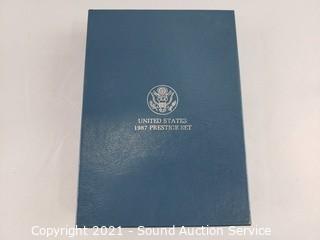 UNITED STATES
1987 PRESTIGE SET
Copyright 2021 - Sound Auction Service